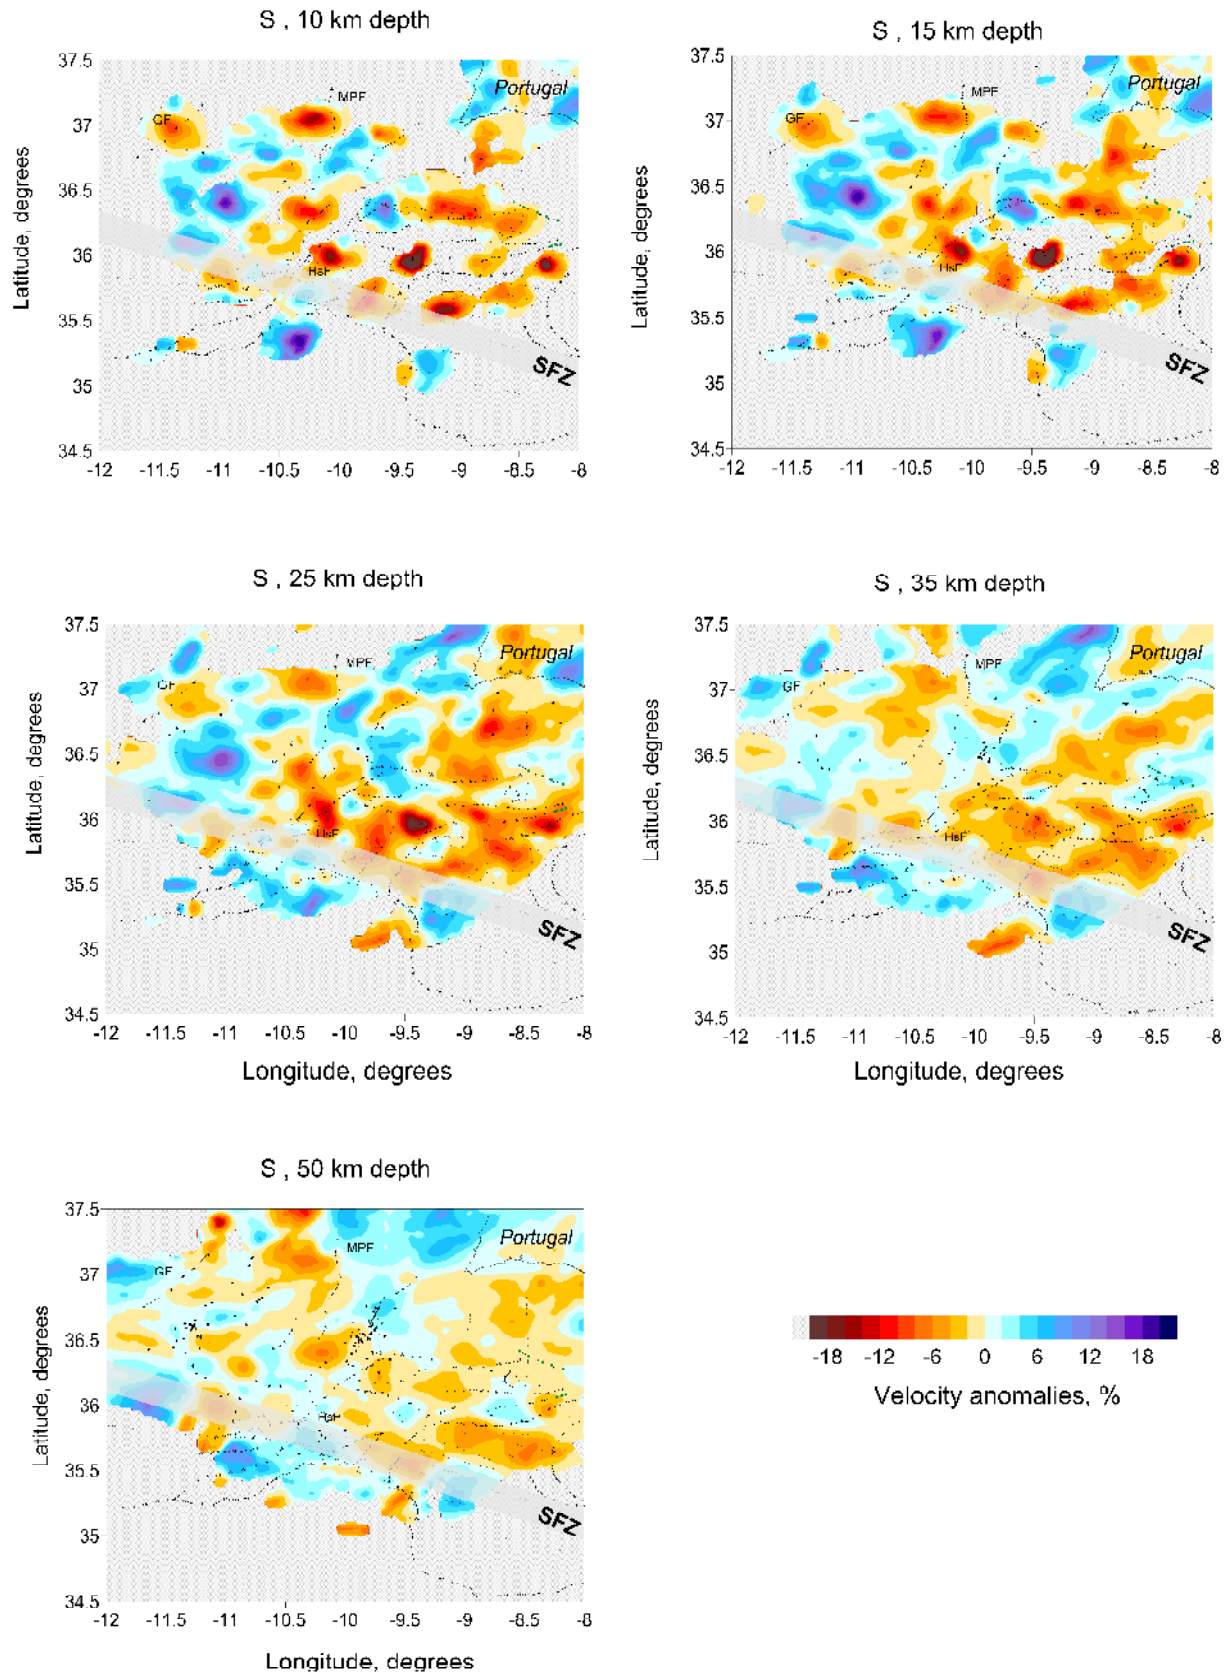 S , 10 km depth
37.5
37
36.5
36
35.5
35
34.5
Latitude, degrees
-12
-11.5
-11
-10.5
-10
-9.5
-9
-8.5
-8
GF
MPF
HsF
Portugal
SFZ
S , 15 km depth
37.5
37
36.5
36
35.5
35
34.5
Latitude, degrees
-12
-11.5
-11
-10.5
-10
-9.5
-9
-8.5
-8
GF
MPF
HsF
Portugal
SFZ
S , 25 km depth
37.5
37
36.5
36
35.5
35
34.5
Latitude, degrees
-12
-11.5
-11
-10.5
-10
-9.5
-9
-8.5
-8
Longitude, degrees
GF
MPF
HsF
Portugal
SFZ
S , 35 km depth
37.5
37
36.5
36
35.5
35
34.5
Latitude, degrees
-12
-11.5
-11
-10.5
-10
-9.5
-9
-8.5
-8
Longitude, degrees
GF
MPF
HsF
Portugal
SFZ
S , 50 km depth
37.5
37
36.5
36
35.5
35
34.5
Latitude, degrees
-12
-11.5
-11
-10.5
-10
-9.5
-9
-8.5
-8
Longitude, degrees
GF
MPF
HsF
Portugal
SFZ
-18 -12 -6 0 6 12 18
Velocity anomalies, %